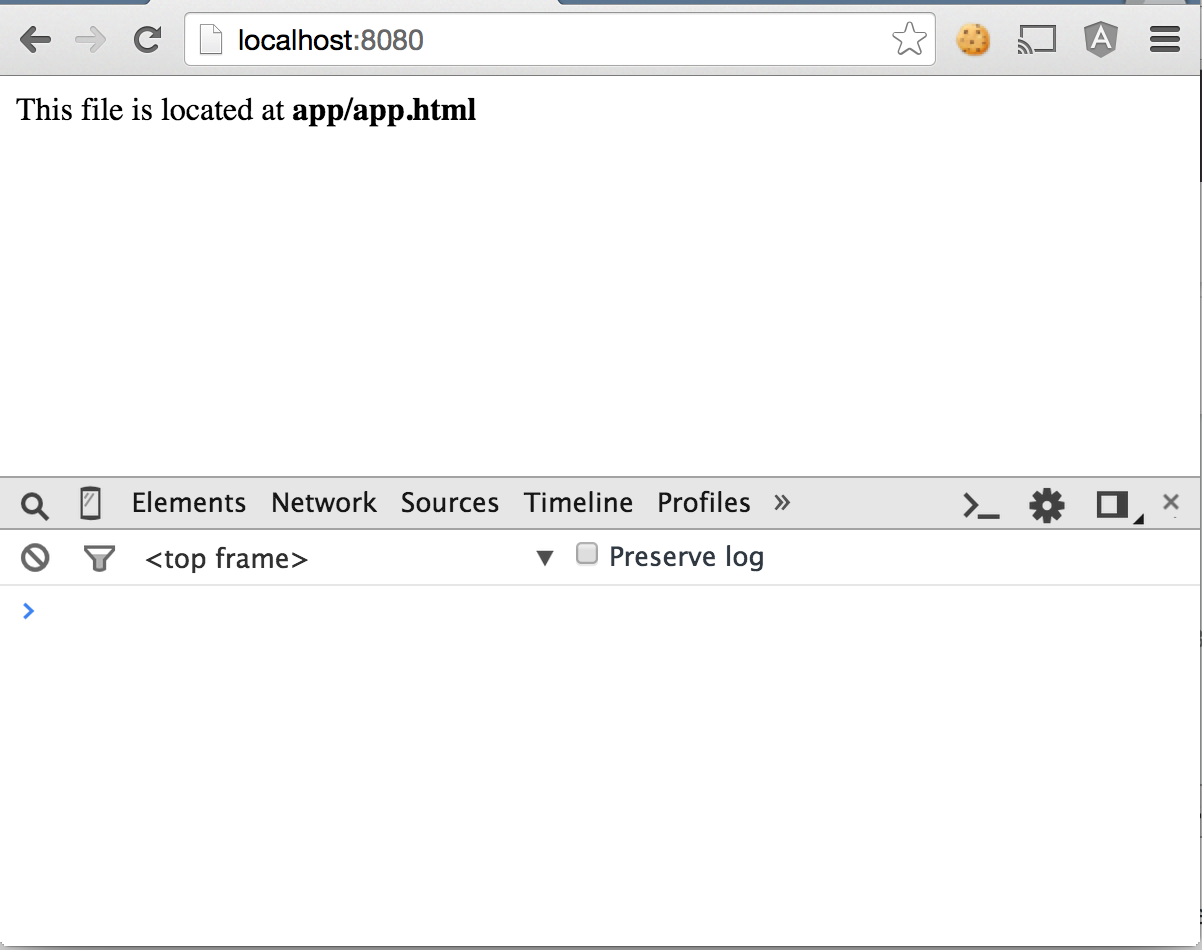 localhost:8080
This file is located at app/app.html
Elements Network Sources Timeline Profiles »
<top frame> ▼ Preserve log
>